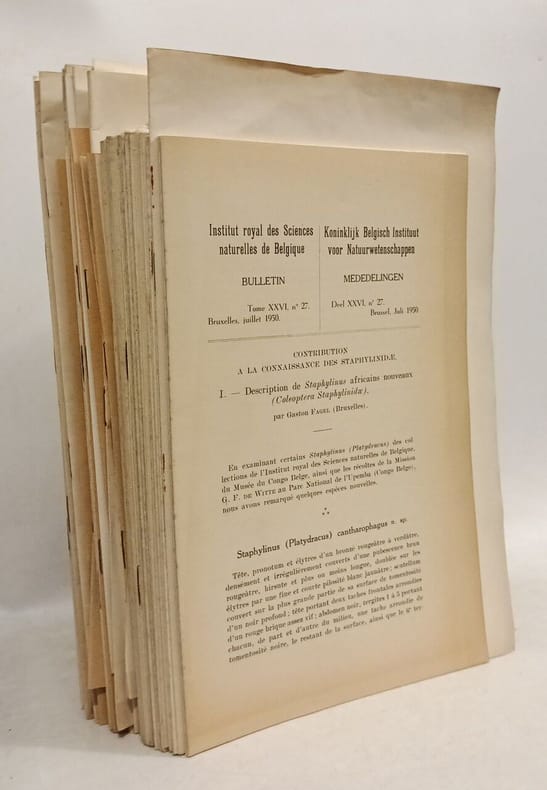 Institut royal des Sciences
naturelles de Belgique
BULLETIN
Tome XXVI, n° 27.
Bruxelles, juillet 1950.
Koninklijk Belgisch Instituut
voor Natuurwetenschappen
MEDEDELINGEN
Deel XXVI, n° 27.
Brussel, Juli 1950
CONTRIBUTION
A LA CONNAISSANCE DES STAPHYLINIDÆ.
I. — Description de Staphylinus africains nouveaux
(Coleoptera Staphylinidæ).
par Gaston FAGEL (Bruxelles).
En examinant certains Staphylinus (Platydracus) des col
lections de l'Institut royal des Sciences naturelles de Belgique,
du Musée du Congo Belge, ainsi que les récoltes de la Mission
G. F. DE WITTE au Parc National de l'Upemba (Congo Belge),
nous avons remarqué quelques espèces nouvelles.
Staphylinus (Platydracus) cantharophagus n. sp.
Tête, pronotum et élytres d'un bronzé rougeâtre à verdâtre,
densément et irrégulièrement couverts d'une pubescence brun
rougeâtre, hirsute et plus ou moins longue, doublée sur les
élytres par une fine et courte pilosité blanc jaunâtre; scutellum
couvert sur la plus grande partie de sa surface de tomentosité
d'un noir profond; tête portant deux taches frontales arrondies
d'un rouge brique assez vif; abdomen noir, tergites 1 à 5 portant
chacun, de part et d'autre du milieu, une tache arrondie de
tomentosité noire, le restant de la surface, ainsi que le 6e ter